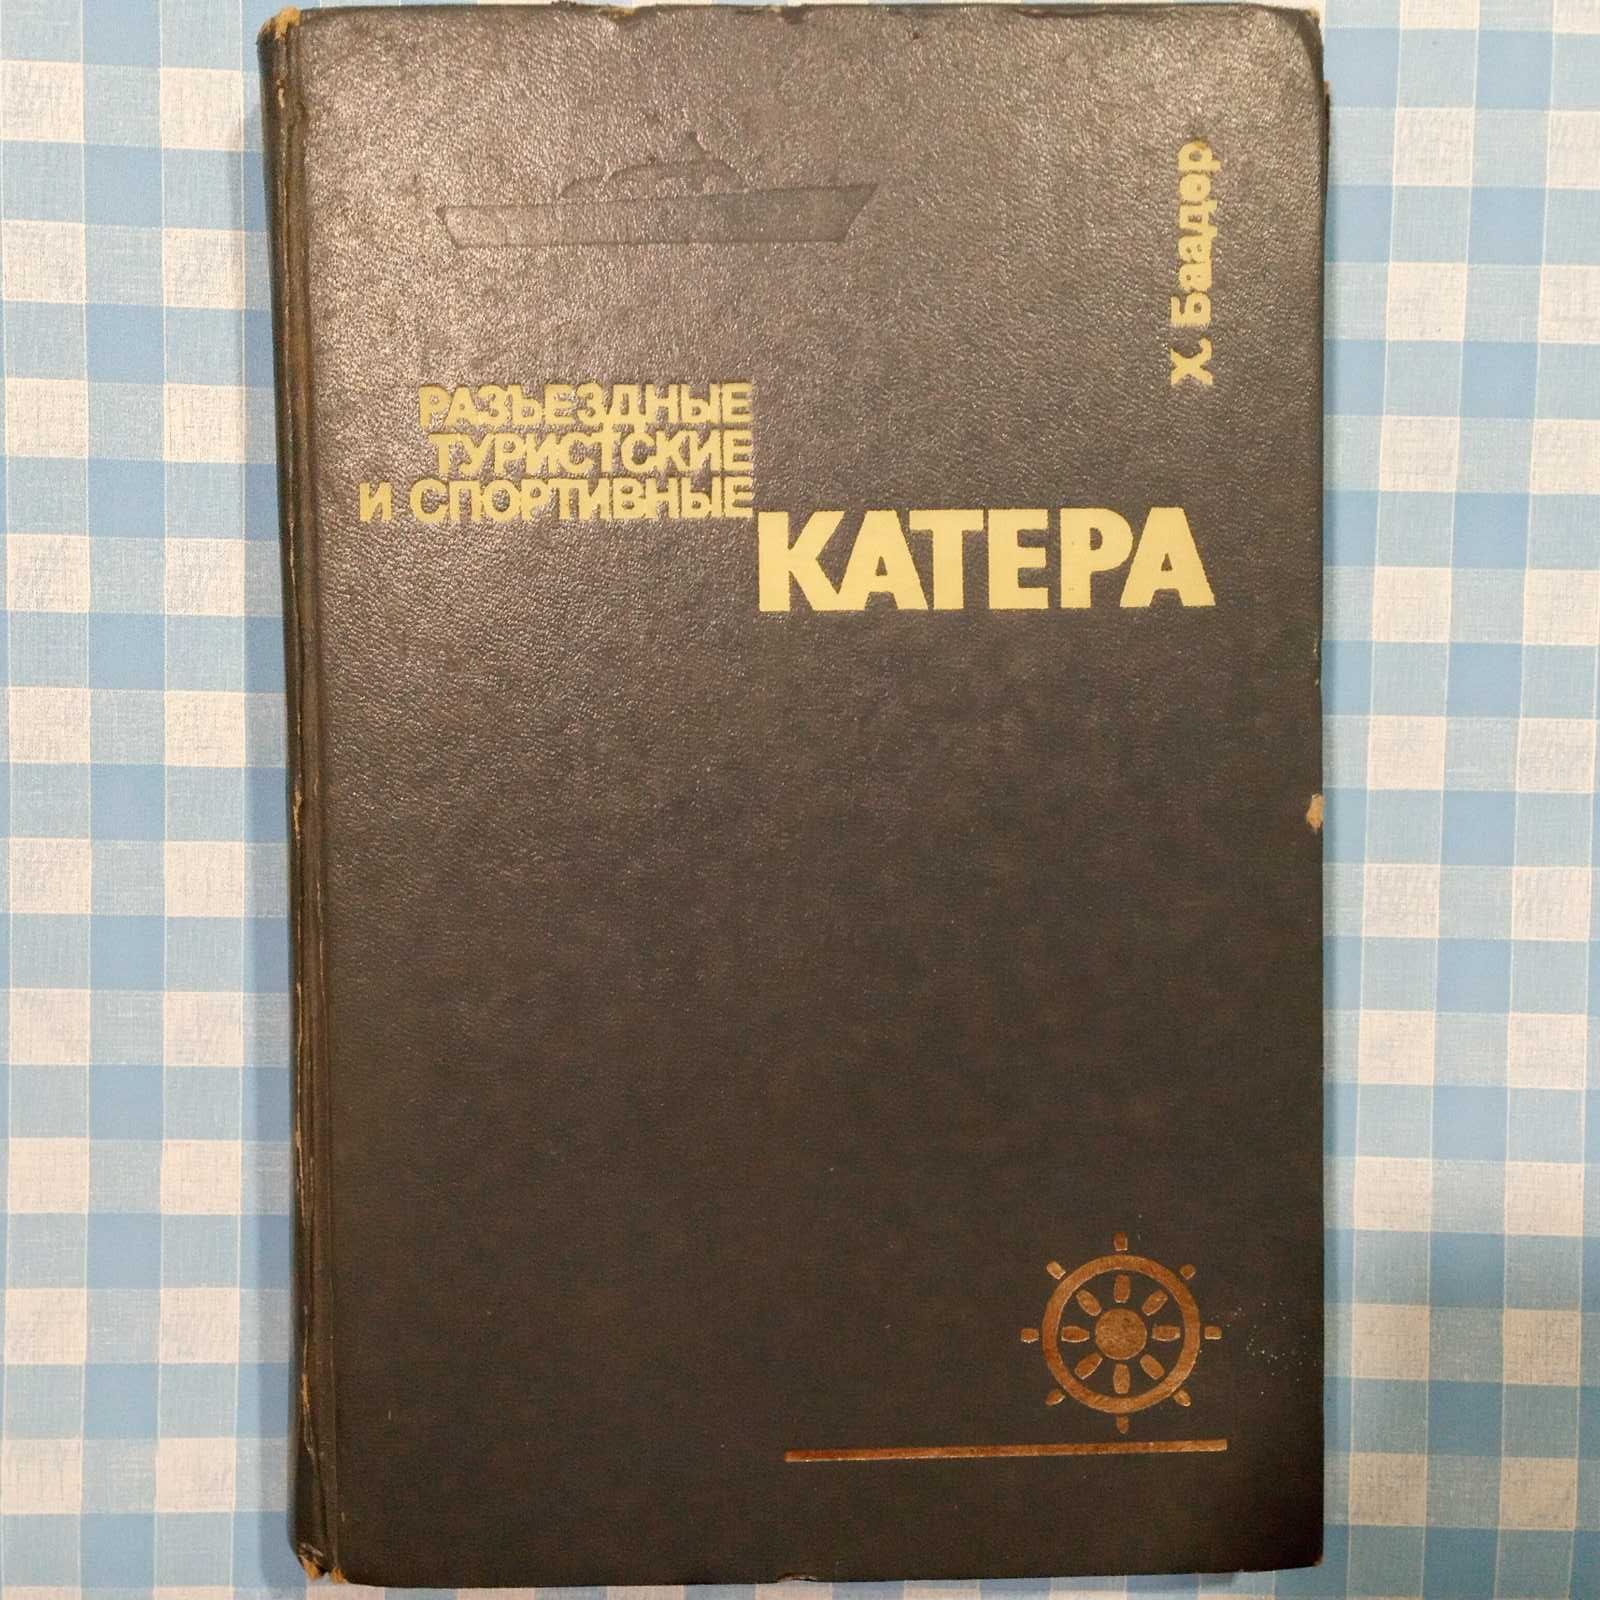 Х. Баадер
РАЗЪЕЗДНЫЕ
ТУРИСТСКИЕ
И СПОРТИВНЫЕ
КАТЕРА